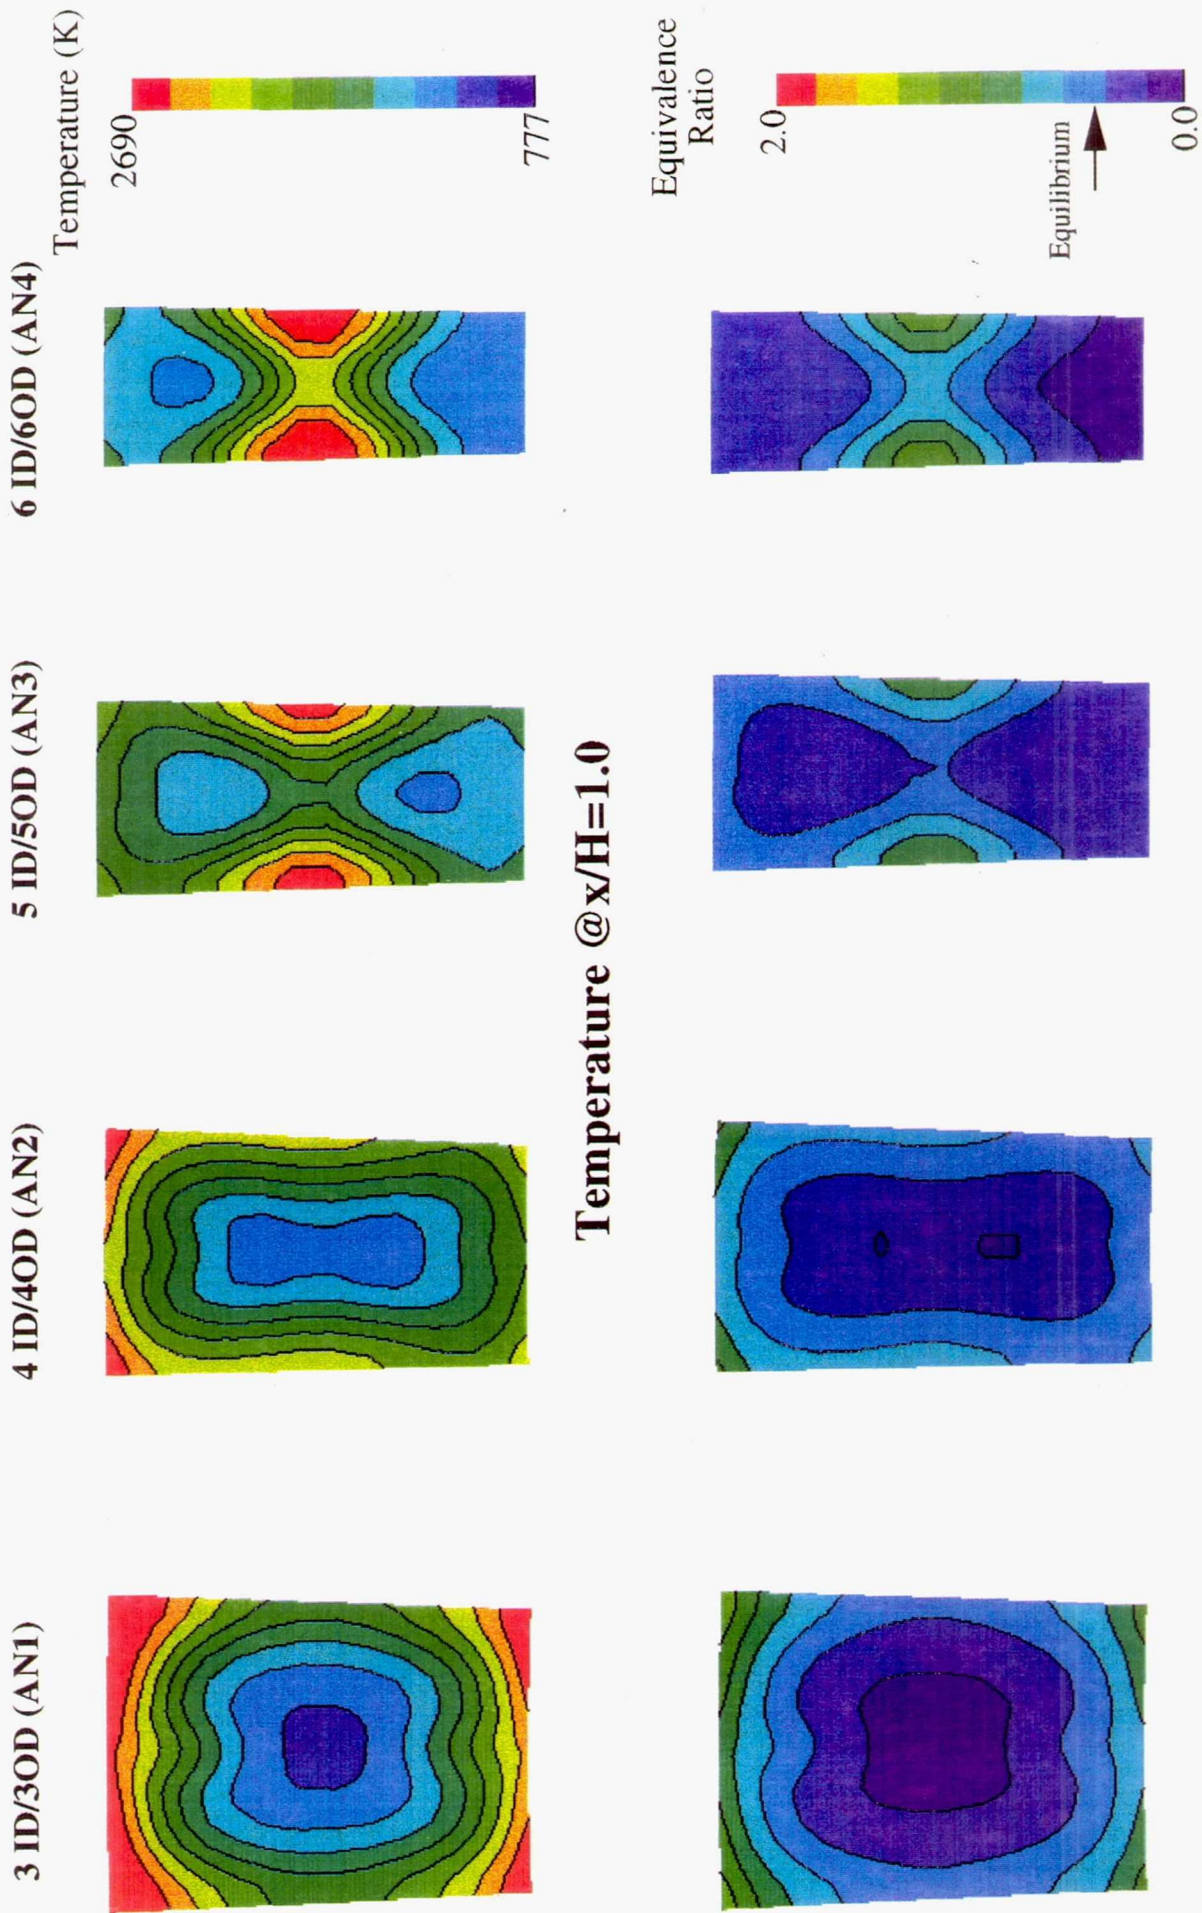 3 ID/3OD (AN1)
4 ID/4OD (AN2)
5 ID/5OD (AN3)
6 ID/6OD (AN4)
Temperature (K)
2690
777
Temperature @x/H=1.0
Equivalence
Ratio
2.0
Equilibrium
0.0